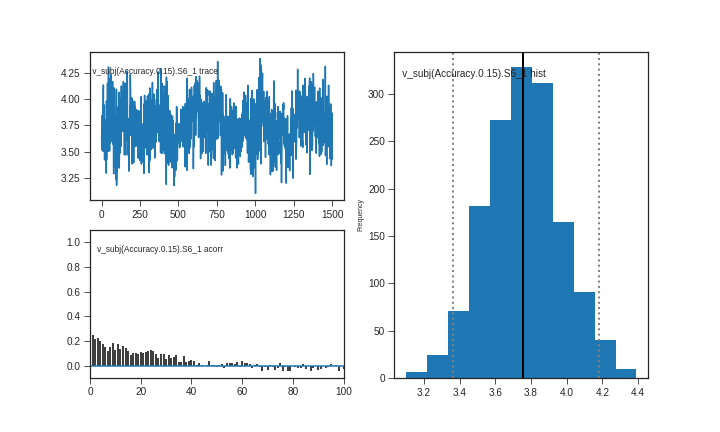 v_subj(Accuracy.0.15).S6_1 trace
4.25
4.00
3.75
3.50
3.25
0 250 500 750 1000 1250 1500
v_subj(Accuracy.0.15).S6_1 acorr
1.0
0.8
0.6
0.4
0.2
0.0
0 20 40 60 80 100
v_subj(Accuracy.0.15).S6_1 hist
Frequency
300
250
200
150
100
50
0
3.2 3.4 3.6 3.8 4.0 4.2 4.4